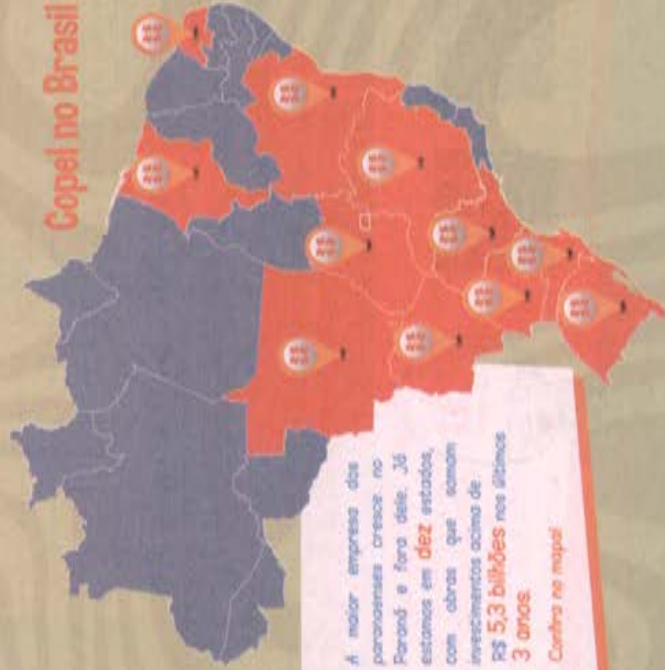 Copel no Brasil
A maior empresa dos
paranaenses cresce no
Paraná e fora dele. Já
estamos em dez estados,
com obras que somam
investimentos acima de
R$ 5,3 bilhões nos últimos
3 anos.
Confira no mapa!